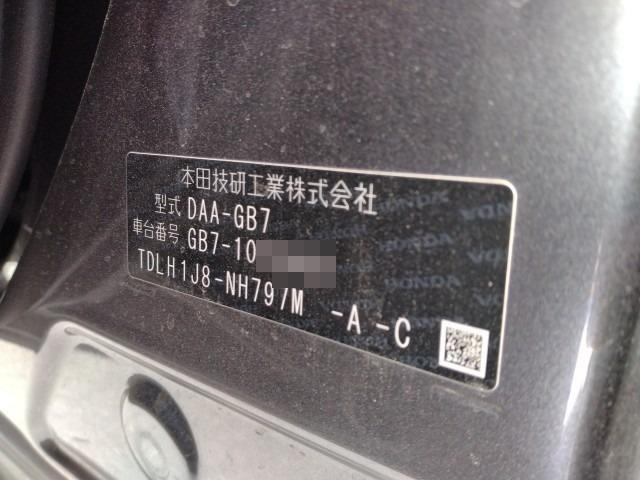 本田技研工業株式会社
型式 DAA-GB7
車台番号 GB7-10
TDLH1J8-NH797M -A -C